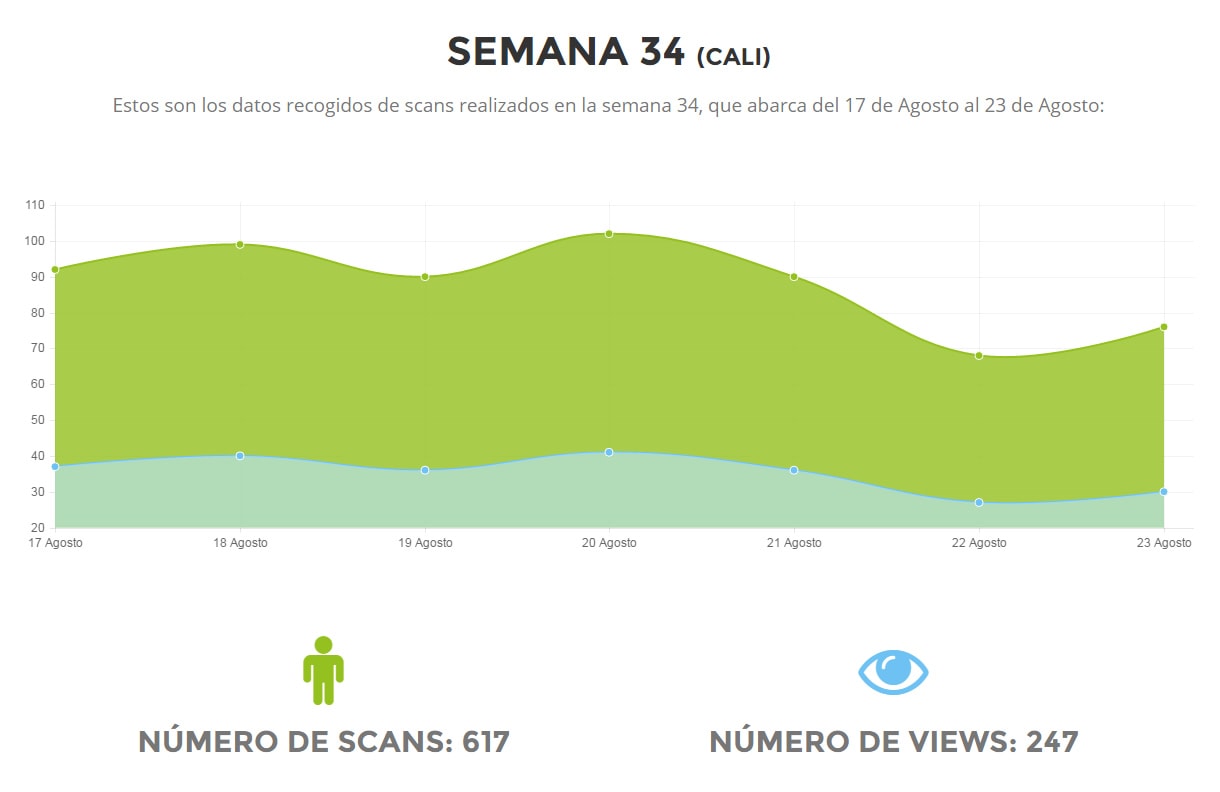 SEMANA 34 (CALI)
Estos son los datos recogidos de scans realizados en la semana 34, que abarca del 17 de Agosto al 23 de Agosto:
110
100
90
80
70
60
50
40
30
20
17 Agosto 18 Agosto 19 Agosto 20 Agosto 21 Agosto 22 Agosto 23 Agosto
NÚMERO DE SCANS: 617 NÚMERO DE VIEWS: 247